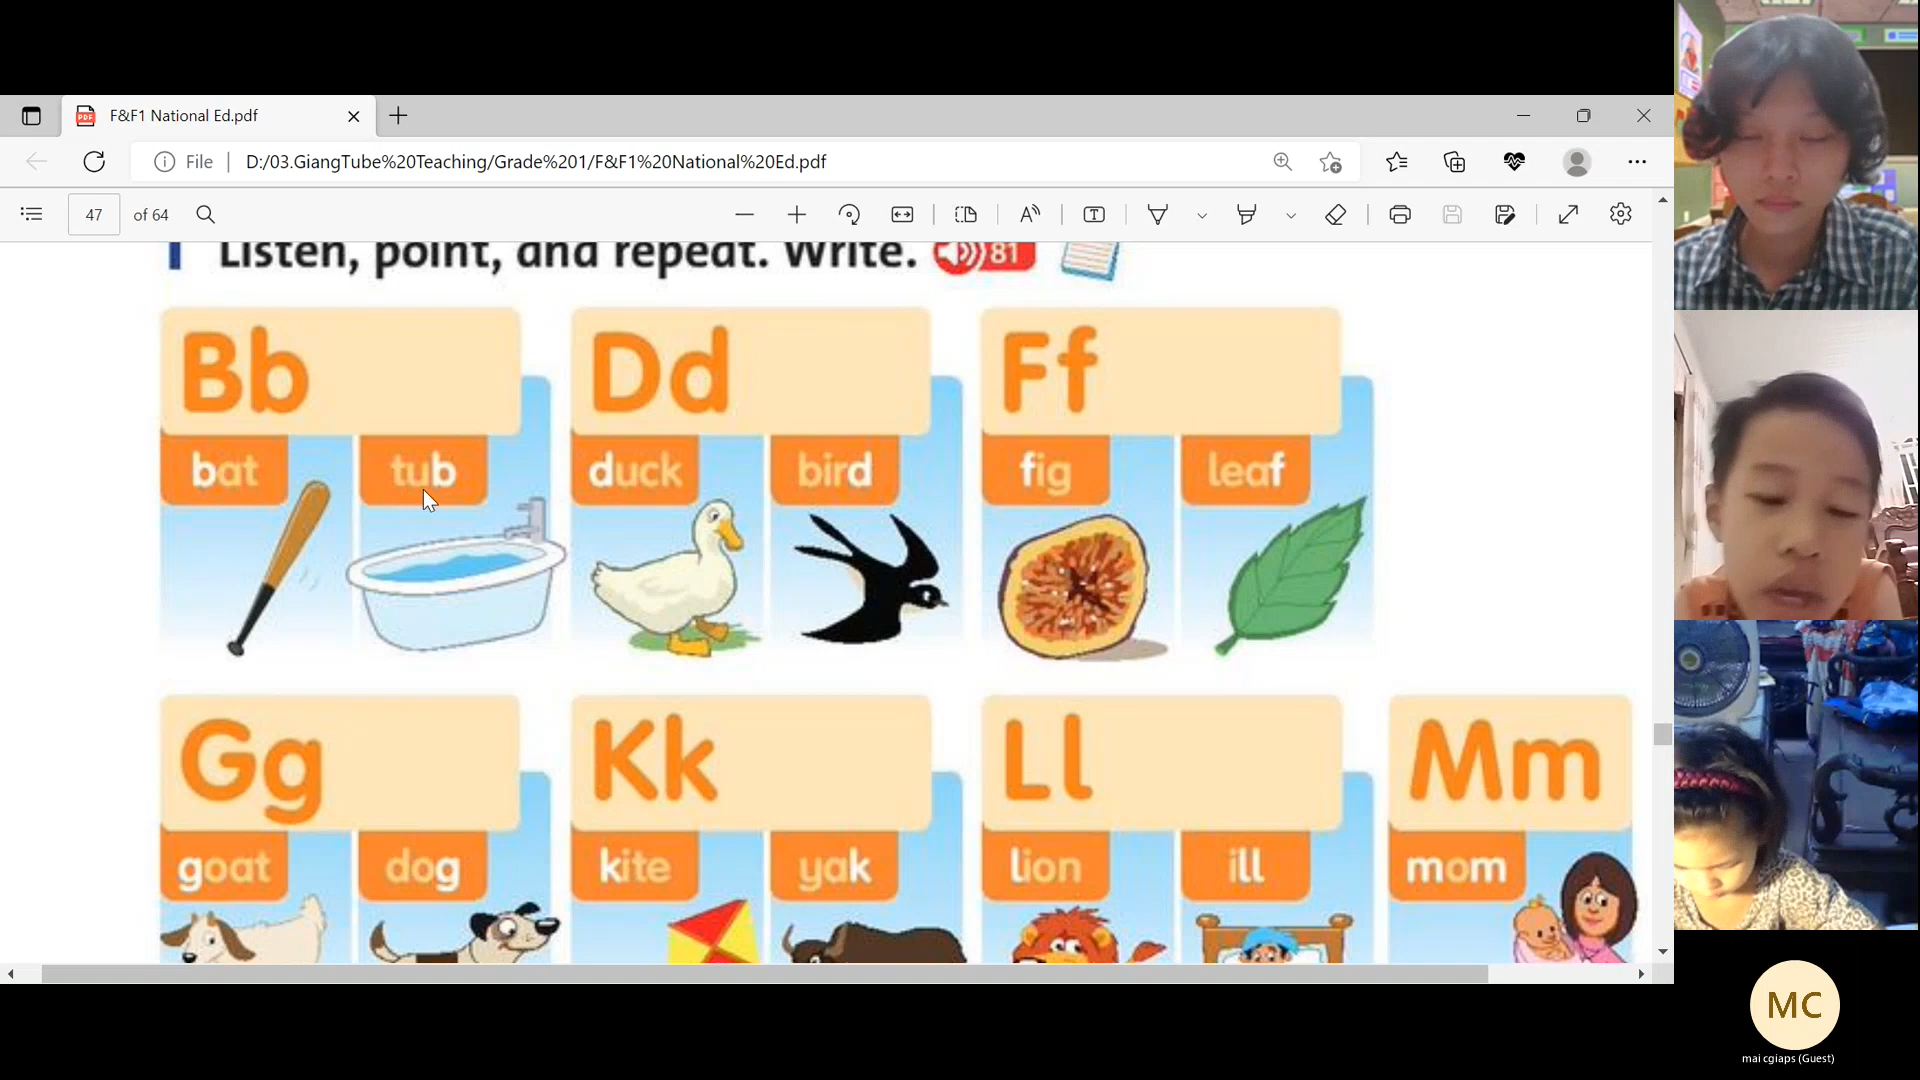 F&F1 National Ed.pdf
File | D:/03.GiangTube%20Teaching/Grade%201/F&F1%20National%20Ed.pdf
47 of 64
Listen, point, and repeat. Write. 81
Bb Dd Ff
bat tub duck bird fig leaf
Gg Kk Ll Mm
goat dog kite yak lion ill mom
MC
mai cgiaps (Guest)